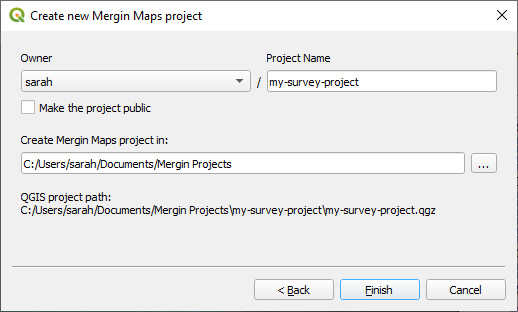 Create new Mergin Maps project
Owner Project Name
sarah / my-survey-project
Make the project public
Create Mergin Maps project in:
C:/Users/sarah/Documents/Mergin Projects ...
QGIS project path:
C:/Users/sarah/Documents/Mergin Projects\my-survey-project\my-survey-project.qgz
< Back Finish Cancel